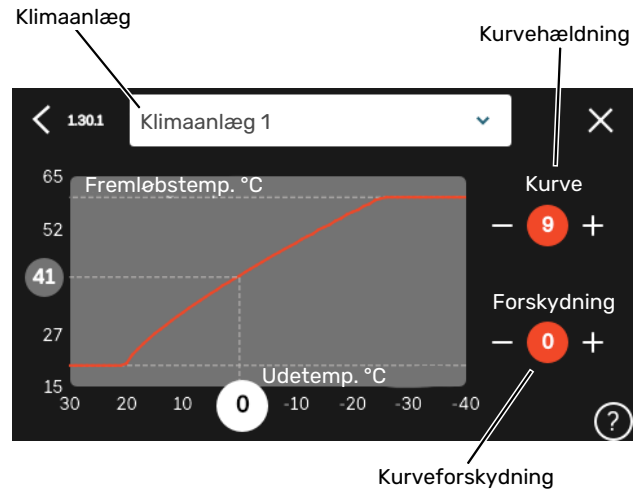 Klimaanlæg
Kurvehældning
1.30.1
Klimaanlæg 1
65
Fremløbstemp. °C
Kurve
52
9
41
Forskydning
27
0
Udetemp. °C
15
30 20 10 0 -10 -20 -30 -40
?
Kurveforskydning